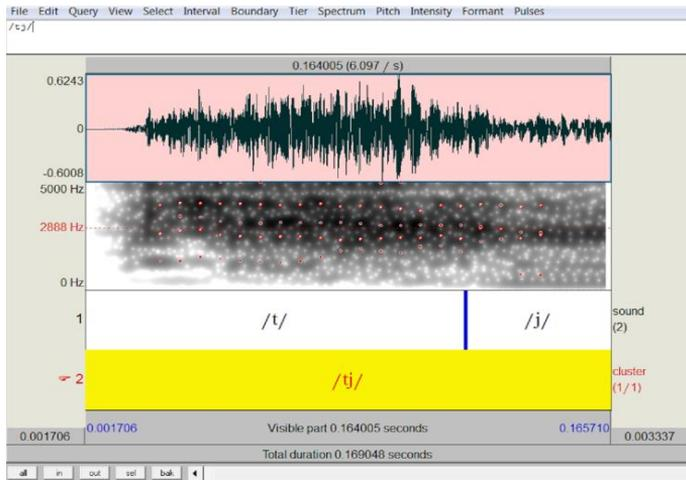 File Edit Query View Select Interval Boundary Tier Spectrum Pitch Intensity Formant Pulses
/tj/
0.164005 (6.097 / s)
0.6243
0
-0.6008
5000 Hz
2888 Hz
0 Hz
1 /t/ /j/ sound (2)
☞ 2 /tj/ cluster (1/1)
0.001706 Visible part 0.164005 seconds 0.165710
0.001706 0.003337
Total duration 0.169048 seconds
all in out sel bak